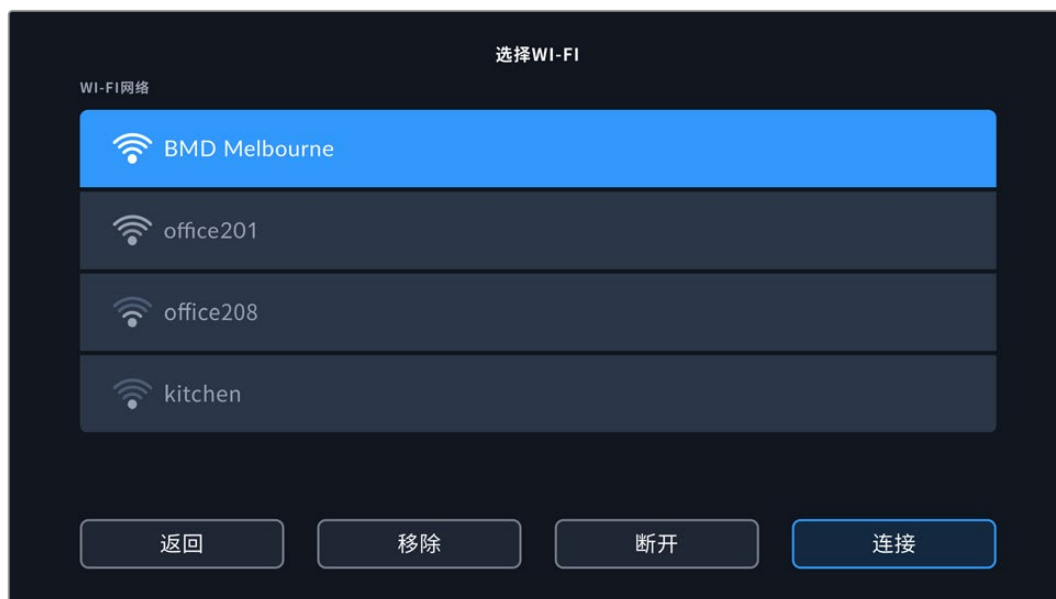 选择WI-FI
WI-FI网络
BMD Melbourne
office201
office208
kitchen
返回 移除 断开 连接